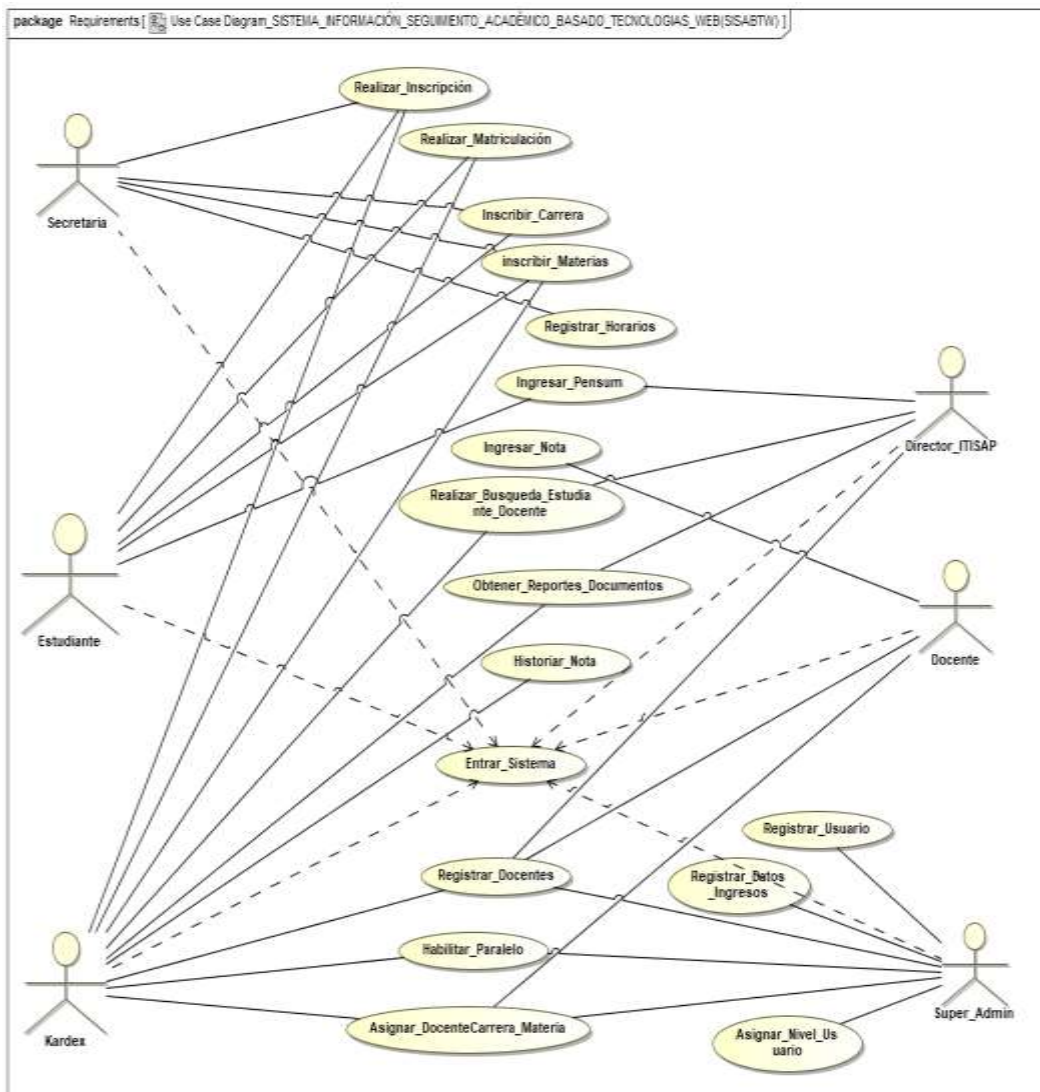 package Requirements [ Use Case Diagram_SISTEMA_INFORMACIÓN_SEGUIMIENTO_ACADÉMICO_BASADO_TECNOLOGIAS_WEB(SISABTW) ]
Realizar_Inscripción
Realizar_Matriculación
Secretaria
Inscribir_Carrera
inscribir_Materias
Registrar_Horarios
Ingresar_Pensum
Director_ITISAP
Ingresar_Nota
Realizar_Busqueda_Estudia
nte_Docente
Obtener_Reportes_Documentos
Estudiante
Docente
Historiar_Nota
Entrar_Sistema
Registrar_Usuario
Registrar_Docentes
Registrar_Datos
_Ingresos
Habilitar_Paralelo
Kardex
Asignar_DocenteCarrera_Materia
Super_Admin
Asignar_Nivel_Us
uario